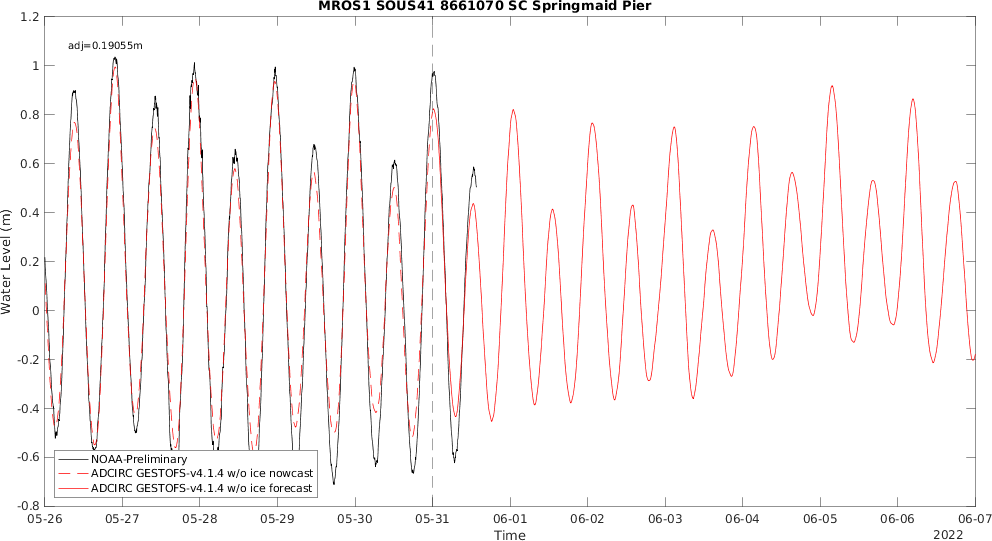 MROS1 SOUS41 8661070 SC Springmaid Pier
1.2
adj=0.19055m
1
0.8
0.6
0.4
0.2
0
-0.2
-0.4
-0.6
-0.8
Water Level (m)
NOAA-Preliminary
ADCIRC GESTOFS-v4.1.4 w/o ice nowcast
ADCIRC GESTOFS-v4.1.4 w/o ice forecast
05-26 05-27 05-28 05-29 05-30 05-31 06-01 06-02 06-03 06-04 06-05 06-06 06-07
Time
2022